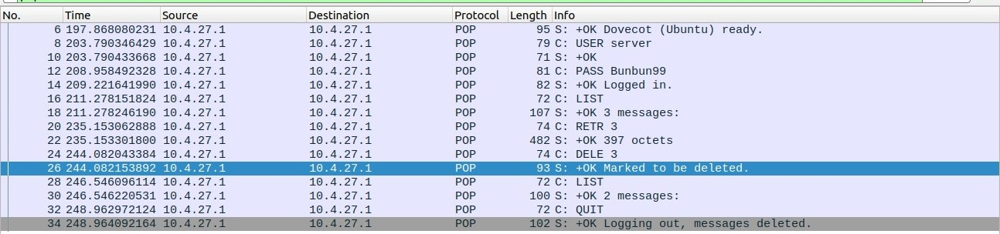 No. Time Source Destination Protocol Length Info
6 197.868080231 10.4.27.1 10.4.27.1 POP 95 S: +OK Dovecot (Ubuntu) ready.
8 203.790346429 10.4.27.1 10.4.27.1 POP 79 C: USER server
10 203.790433668 10.4.27.1 10.4.27.1 POP 71 S: +OK
12 208.958492328 10.4.27.1 10.4.27.1 POP 81 C: PASS Bunbun99
14 209.221641990 10.4.27.1 10.4.27.1 POP 82 S: +OK Logged in.
16 211.278151824 10.4.27.1 10.4.27.1 POP 72 C: LIST
18 211.278246190 10.4.27.1 10.4.27.1 POP 107 S: +OK 3 messages:
20 235.153062888 10.4.27.1 10.4.27.1 POP 74 C: RETR 3
22 235.153301800 10.4.27.1 10.4.27.1 POP 482 S: +OK 397 octets
24 244.082043384 10.4.27.1 10.4.27.1 POP 74 C: DELE 3
26 244.082153892 10.4.27.1 10.4.27.1 POP 93 S: +OK Marked to be deleted.
28 246.546096114 10.4.27.1 10.4.27.1 POP 72 C: LIST
30 246.546220531 10.4.27.1 10.4.27.1 POP 100 S: +OK 2 messages:
32 248.962972124 10.4.27.1 10.4.27.1 POP 72 C: QUIT
34 248.964092164 10.4.27.1 10.4.27.1 POP 102 S: +OK Logging out, messages deleted.